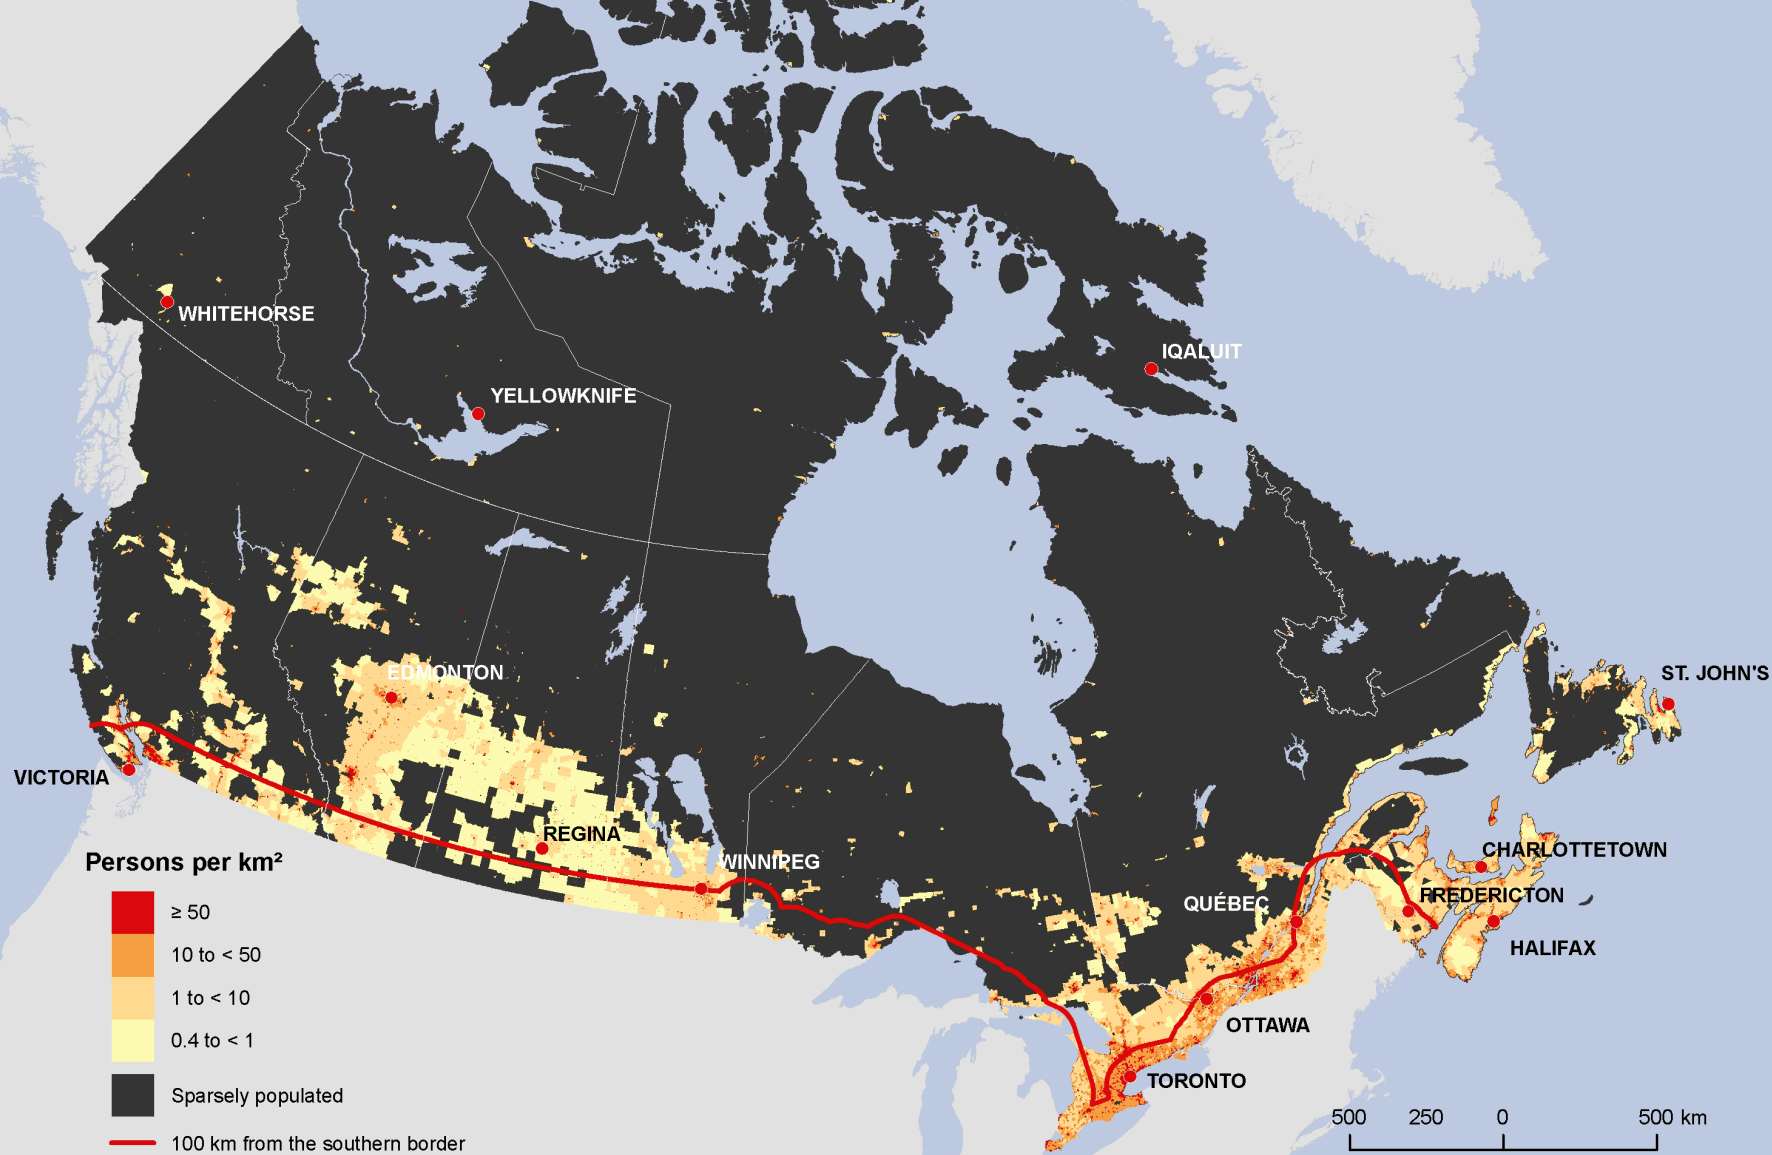 WHITEHORSE
IQALUIT
YELLOWKNIFE
EDMONTON
ST. JOHN'S
VICTORIA
REGINA
WINNIPEG
CHARLOTTETOWN
FREDERICTON
QUÉBEC
HALIFAX
OTTAWA
TORONTO
Persons per km²
≥ 50
10 to < 50
1 to < 10
0.4 to < 1
Sparsely populated
100 km from the southern border
500 250 0 500 km